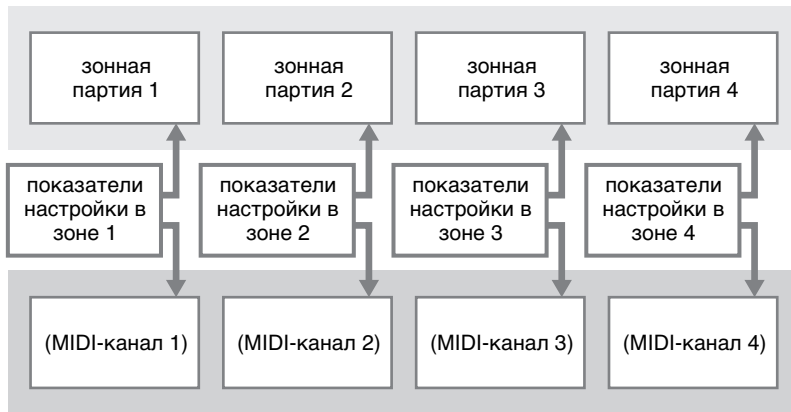 зонная
партия 1
зонная
партия 2
зонная
партия 3
зонная
партия 4
показатели
настройки в
зоне 1
показатели
настройки в
зоне 2
показатели
настройки в
зоне 3
показатели
настройки в
зоне 4
(MIDI-канал 1)
(MIDI-канал 2)
(MIDI-канал 3)
(MIDI-канал 4)